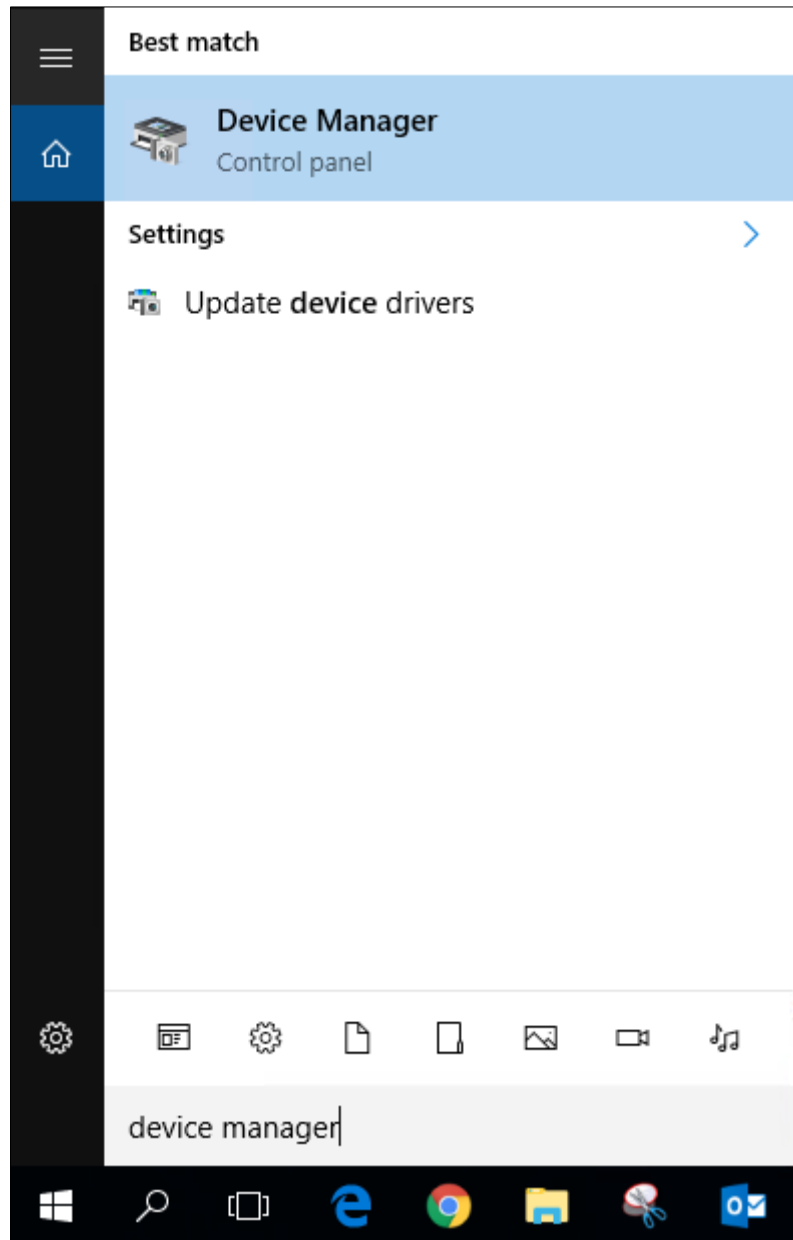 Best match
Device Manager
Control panel
Settings
Update device drivers
device manager